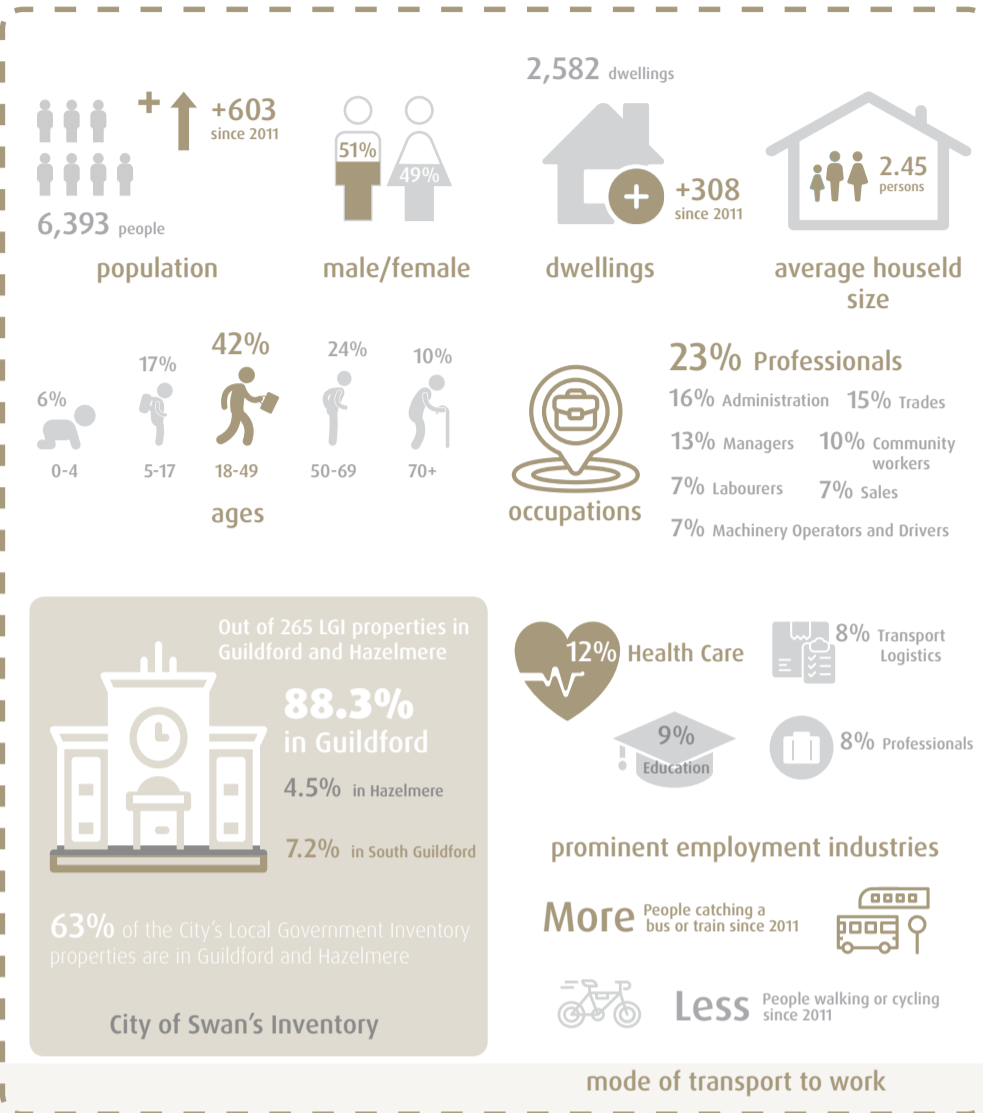 +603
since 2011
6,393 people
population
51%
49%
male/female
2,582 dwellings
+308
since 2011
dwellings
2.45
persons
average househld
size
6%
0-4
17%
5-17
42%
18-49
24%
50-69
10%
70+
ages
occupations
23% Professionals
16% Administration 15% Trades
13% Managers 10% Community
workers
7% Labourers 7% Sales
7% Machinery Operators and Drivers
Out of 265 LGI properties in
Guildford and Hazelmere
88.3%
in Guildford
4.5% in Hazelmere
7.2% in South Guildford
63% of the City's Local Government Inventory
properties are in Guildford and Hazelmere
City of Swan's Inventory
12% Health Care
8% Transport
Logistics
9%
Education
8% Professionals
prominent employment industries
More People catching a
bus or train since 2011
Less People walking or cycling
since 2011
mode of transport to work